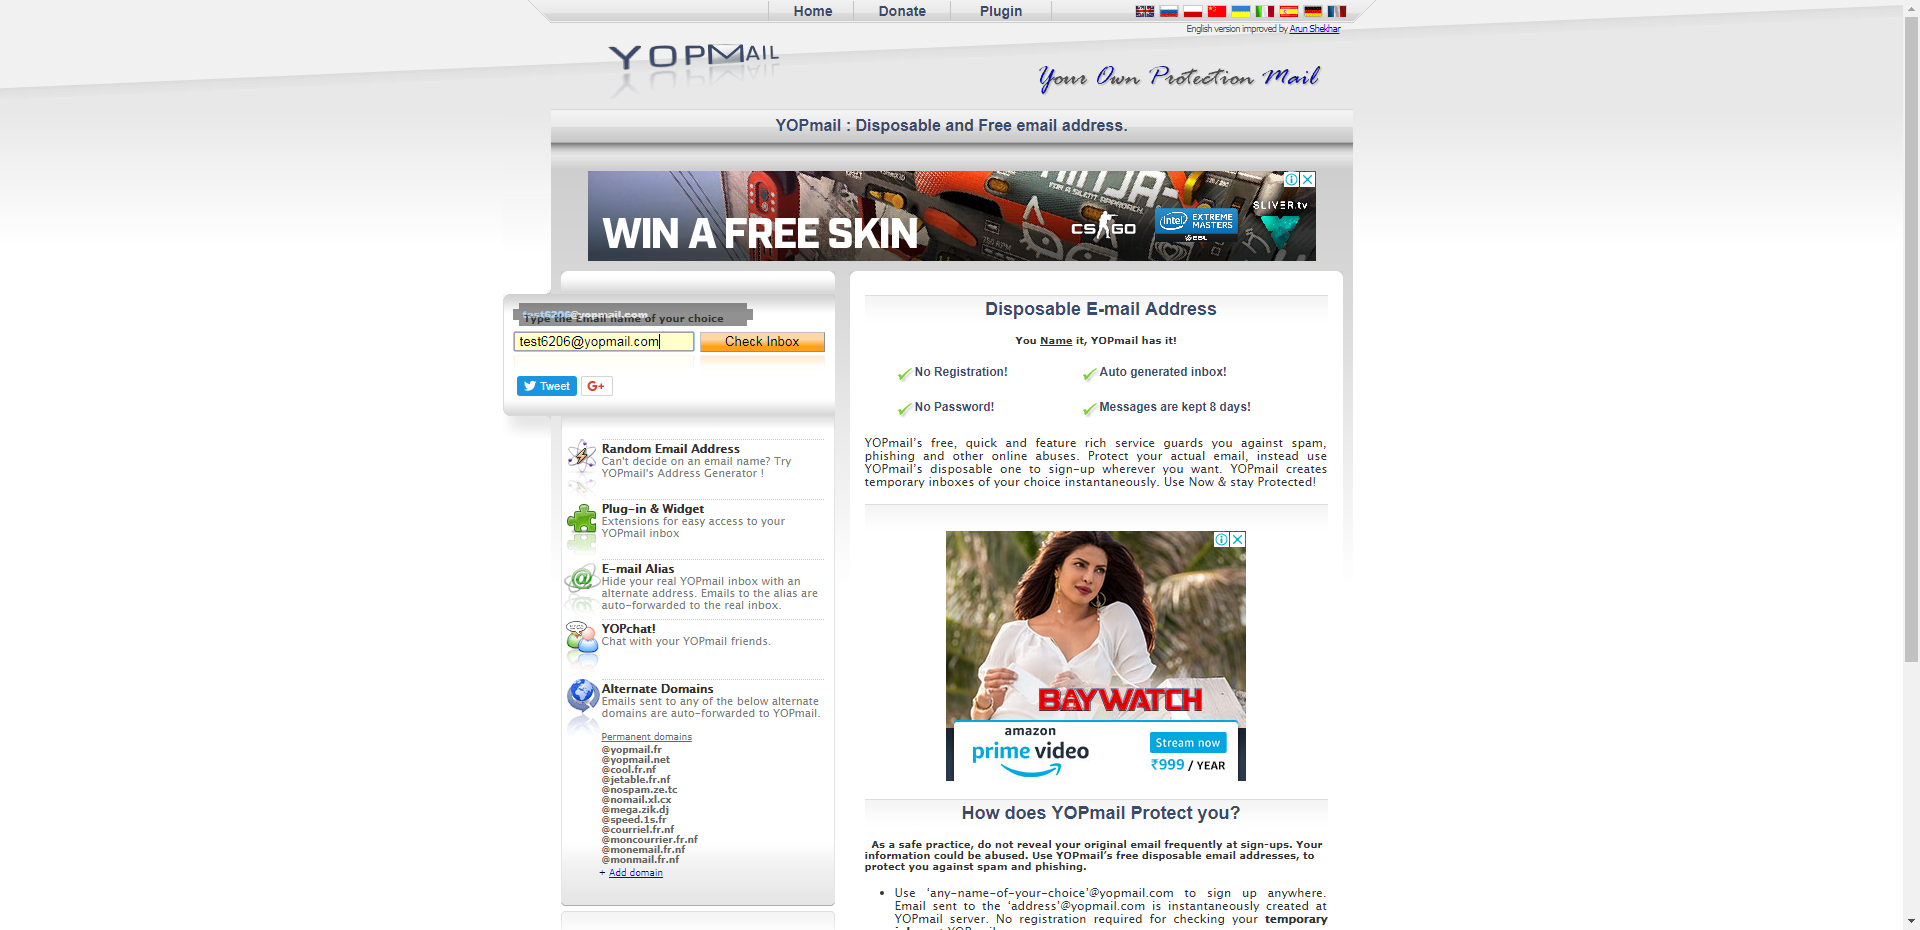 Home Donate Plugin
English version improved by Arun Shekhar
YOPMAIL
Your Own Protection Mail
YOPmail : Disposable and Free email address.
WIN A FREE SKIN
NINJA-
CS GO
intel EXTREME MASTERS
ESL
SLIVER.tv
test6206@yopmail.com
Type the Email name of your choice
test6206@yopmail.com
Check Inbox
Tweet
G+
Random Email Address
Can't decide on an email name? Try
YOPmail's Address Generator !
Plug-in & Widget
Extensions for easy access to your
YOPmail inbox
E-mail Alias
Hide your real YOPmail inbox with an
alternate address. Emails to the alias are
auto-forwarded to the real inbox.
YOPchat!
Chat with your YOPmail friends.
Alternate Domains
Emails sent to any of the below alternate
domains are auto-forwarded to YOPmail.
Permanent domains
@yopmail.fr
@yopmail.net
@cool.fr.nf
@jetable.fr.nf
@nospam.ze.tc
@nomail.xl.cx
@mega.zik.dj
@speed.1s.fr
@courriel.fr.nf
@moncourrier.fr.nf
@monemail.fr.nf
@monmail.fr.nf
+ Add domain
Disposable E-mail Address
You Name it, YOPmail has it!
No Registration!
Auto generated inbox!
No Password!
Messages are kept 8 days!
YOPmail’s free, quick and feature rich service guards you against spam,
phishing and other online abuses. Protect your actual email, instead use
YOPmail’s disposable one to sign-up wherever you want. YOPmail creates
temporary inboxes of your choice instantaneously. Use Now & stay Protected!
BAYWATCH
amazon
prime video
Stream now
₹999 / YEAR
How does YOPmail Protect you?
As a safe practice, do not reveal your original email frequently at sign-ups. Your
information could be abused. Use YOPmail’s free disposable email addresses, to
protect you against spam and phishing.
• Use ‘any-name-of-your-choice’@yopmail.com to sign up anywhere.
Email sent to the ‘address’@yopmail.com is instantaneously created at
YOPmail server. No registration required for checking your temporary